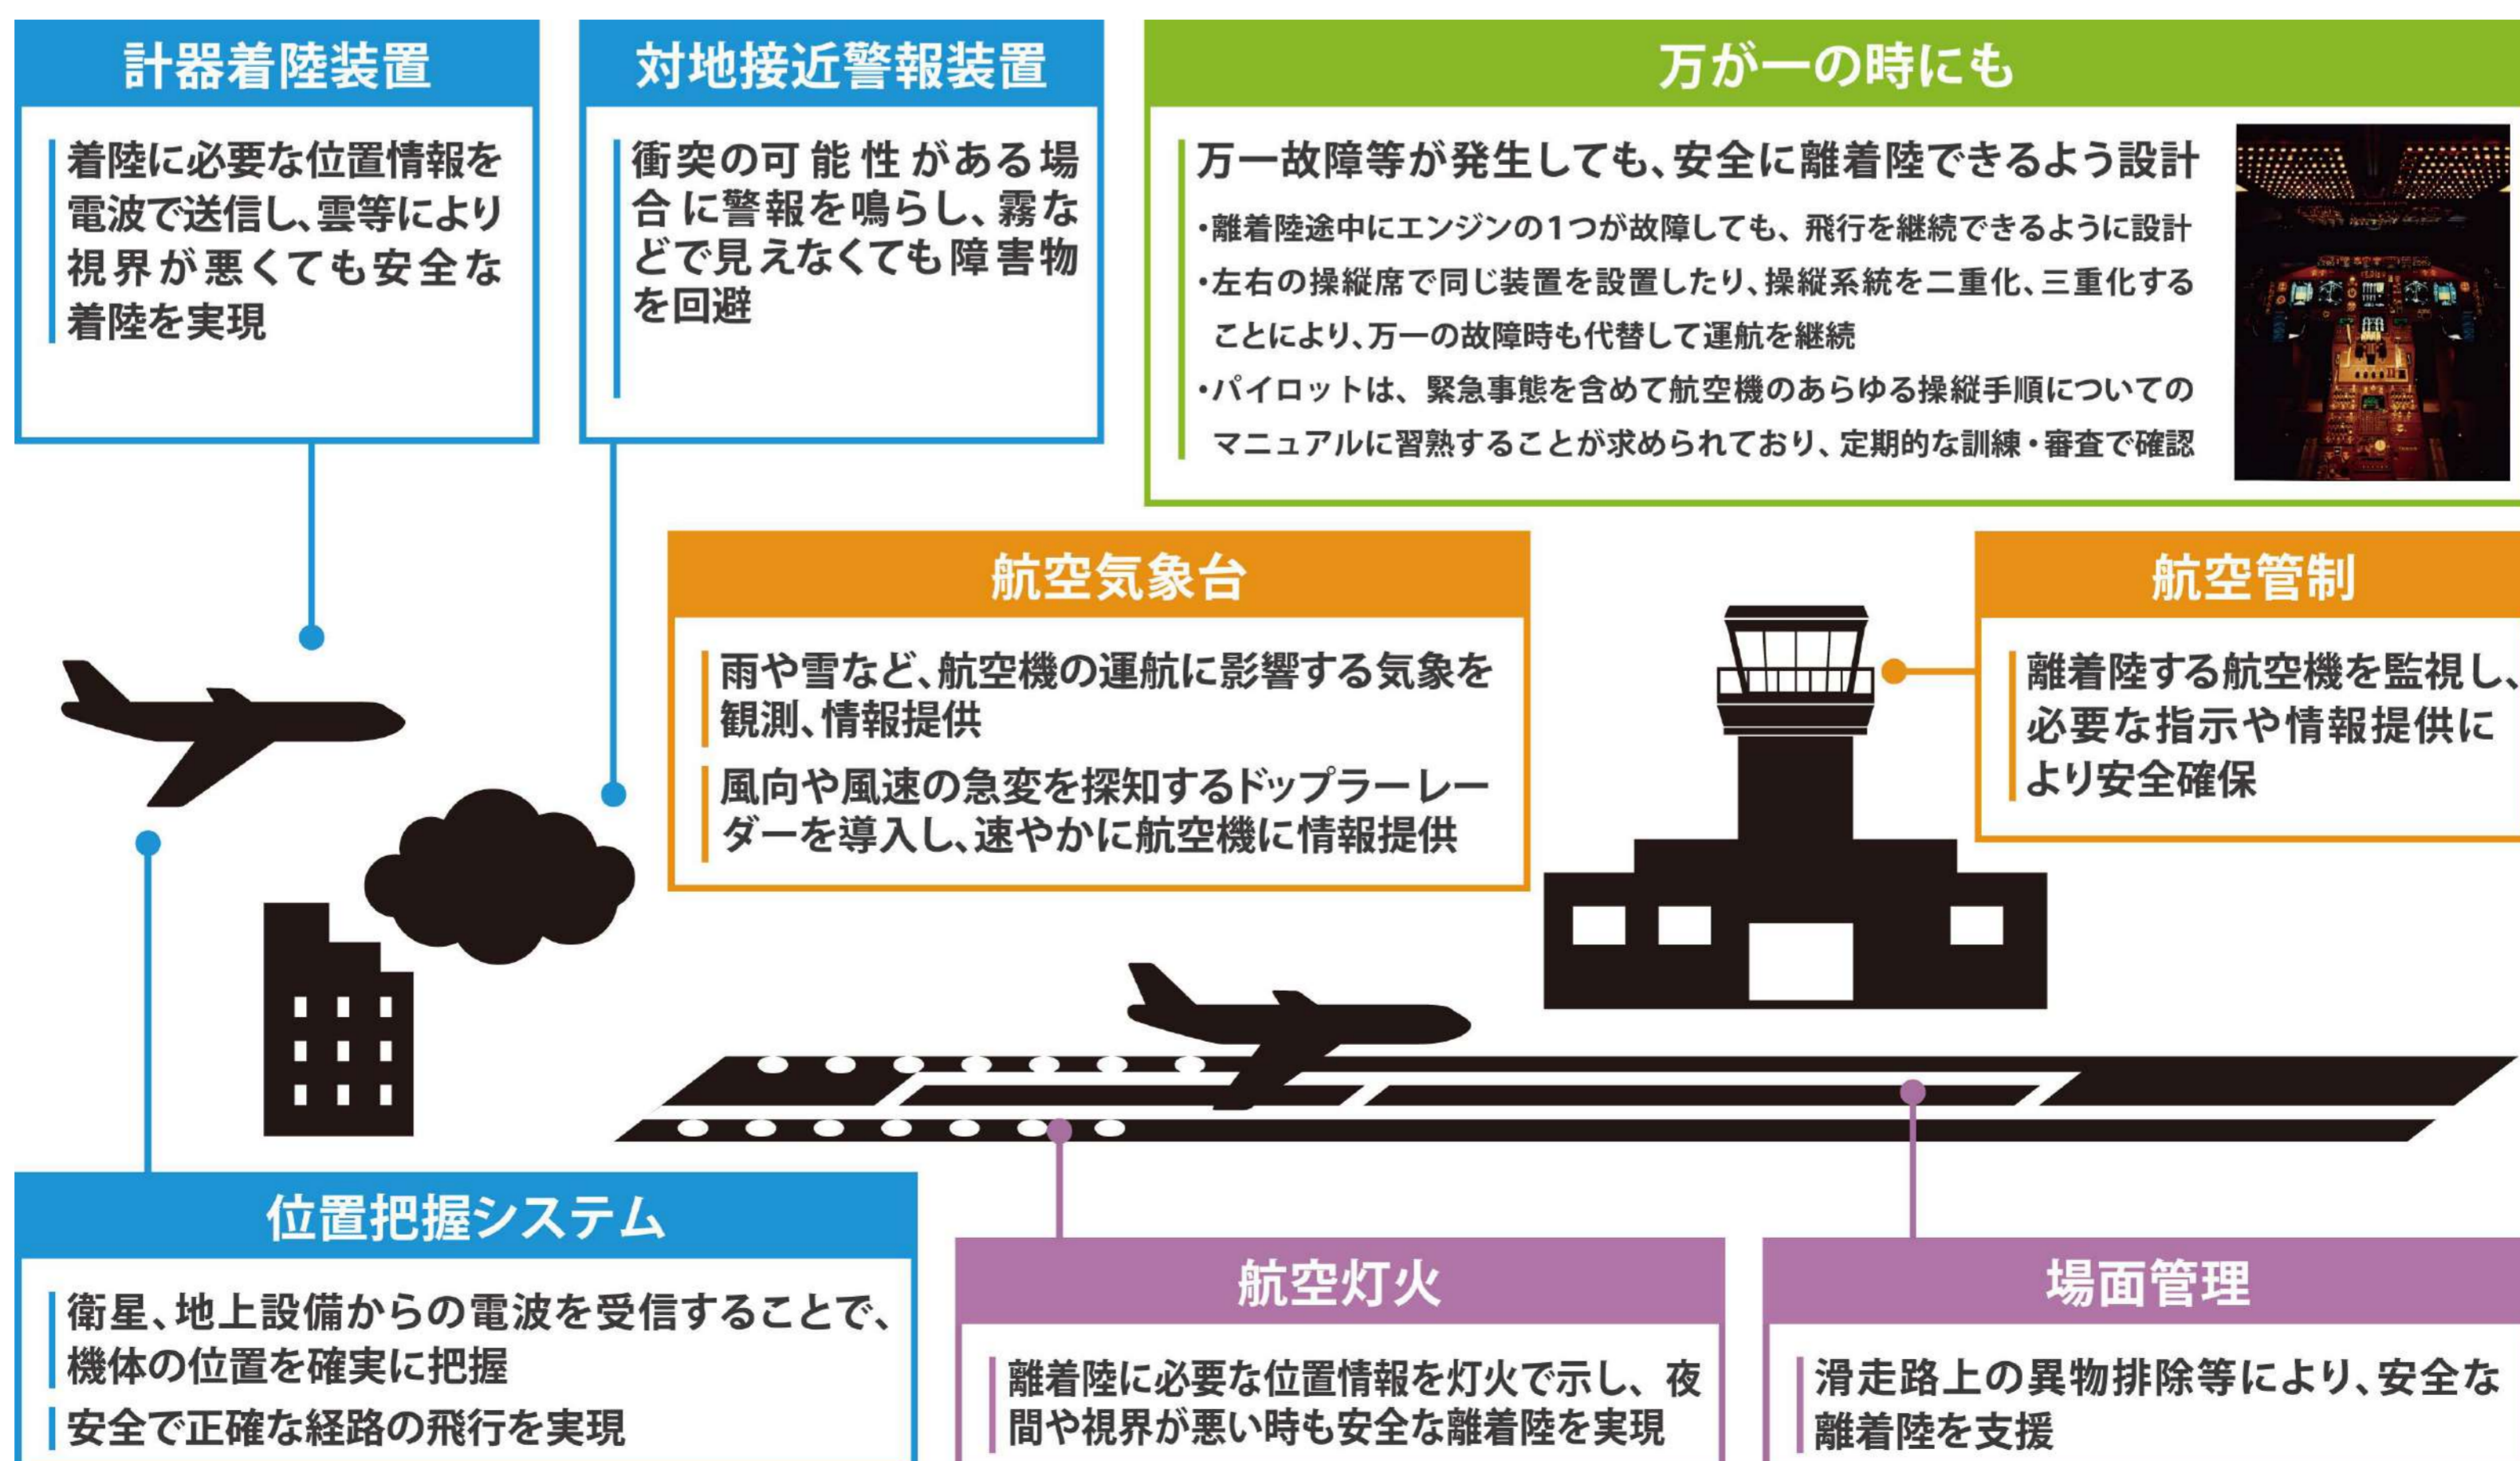 計器着陸装置
着陸に必要な位置情報を
電波で送信し、雲等により
視界が悪くても安全な
着陸を実現
対地接近警報装置
衝突の可能性がある場
合に警報を鳴らし、霧な
どで見えなくても障害物
を回避
万が一の時にも
万一故障等が発生しても、安全に離着陸できるよう設計
・離着陸途中にエンジンの1つが故障しても、飛行を継続できるように設計
・左右の操縦席で同じ装置を設置したり、操縦系統を二重化、三重化する
ことにより、万一の故障時も代替して運航を継続
・パイロットは、緊急事態を含めて航空機のあらゆる操縦手順についての
マニュアルに習熟することが求められており、定期的な訓練・審査で確認
航空気象台
雨や雪など、航空機の運航に影響する気象を
観測、情報提供
風向や風速の急変を探知するドップラーレー
ダーを導入し、速やかに航空機に情報提供
航空管制
離着陸する航空機を監視し、
必要な指示や情報提供に
より安全確保
位置把握システム
衛星、地上設備からの電波を受信することで、
機体の位置を確実に把握
安全で正確な経路の飛行を実現
航空灯火
離着陸に必要な位置情報を灯火で示し、夜
間や視界が悪い時も安全な離着陸を実現
場面管理
滑走路上の異物排除等により、安全な
離着陸を支援